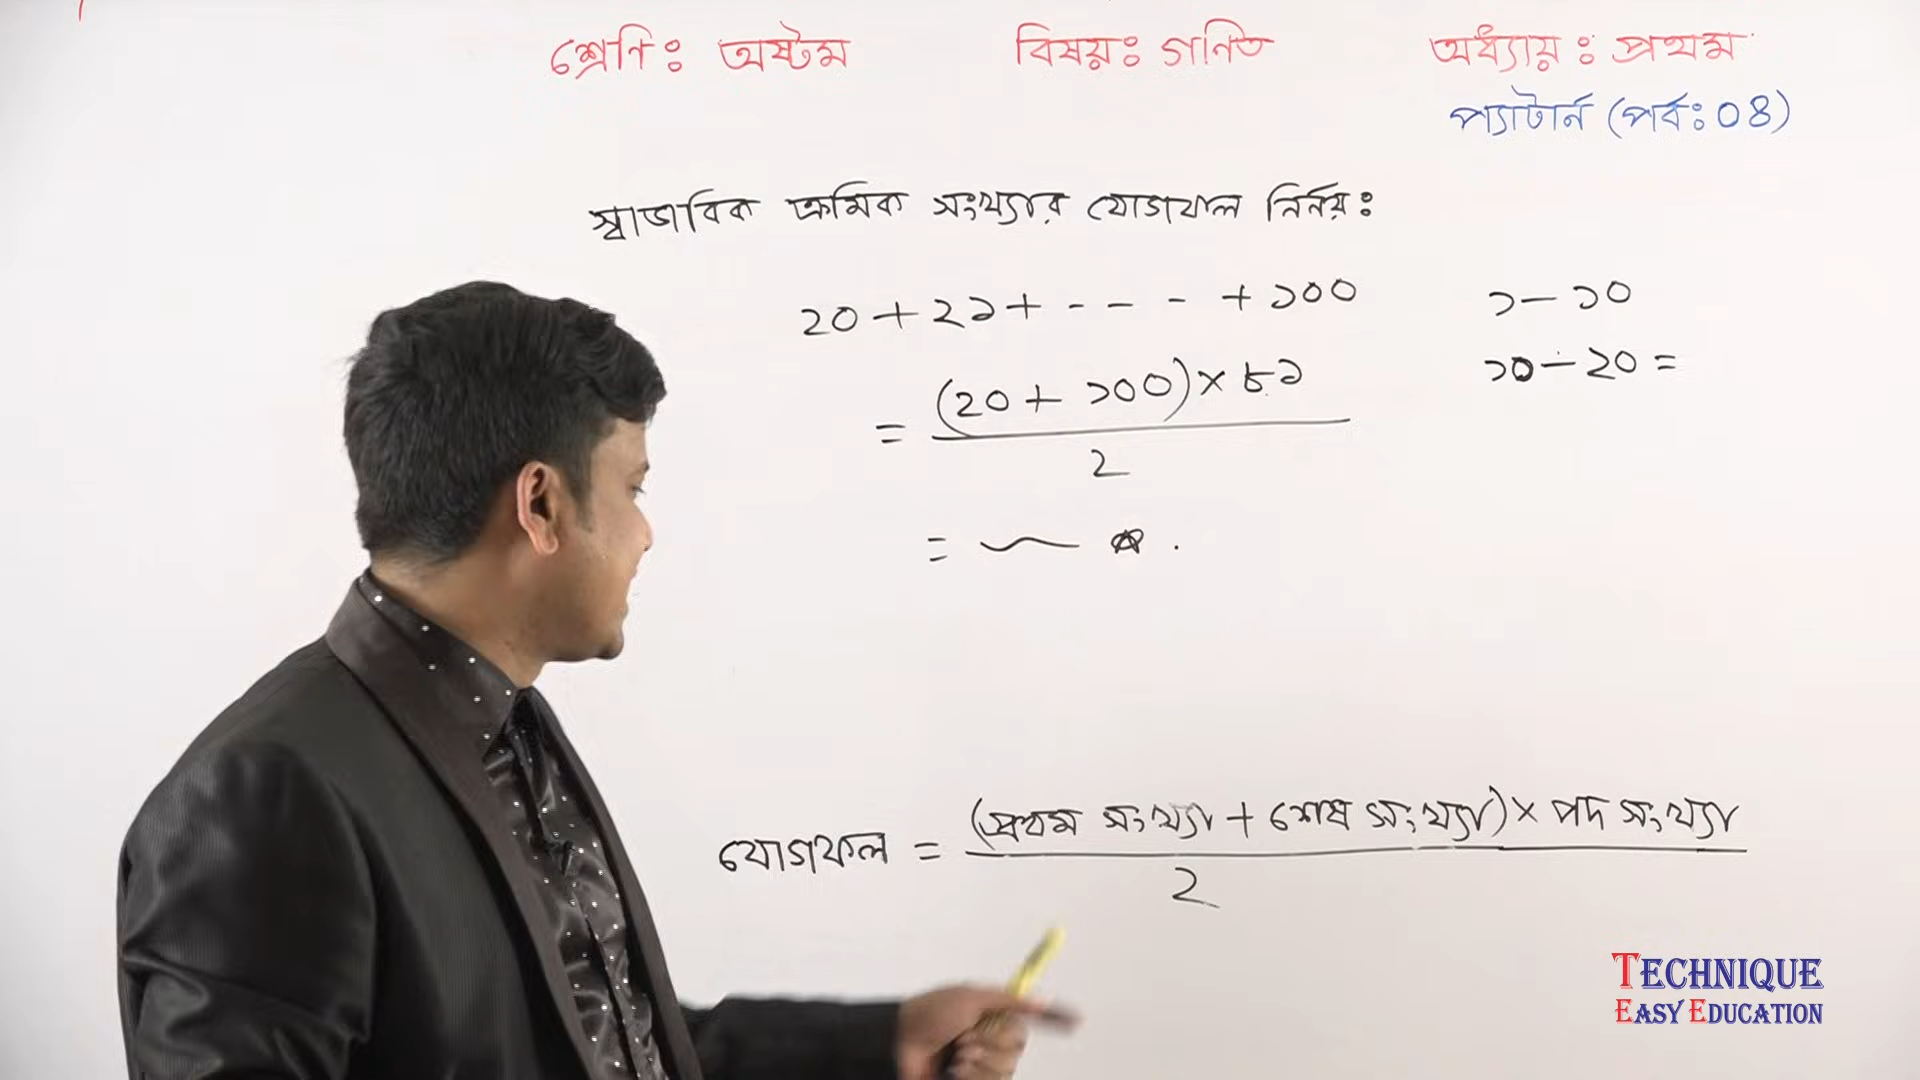 শ্রেণি ঃ অষ্টম বিষয় ঃ গনিত অধ্যায় ঃ প্রথম
প্যাটার্ন (পর্ব ঃ ০৪)
স্বাভাবিক ক্রমিক সংখ্যার যোগফল নির্নয় ঃ
২০ + ২১ + - - - + ১০০ ১ — ১০
= (২০ + ১০০) × ৮১ ১০ — ২০ =
২
=
যোগফল = (প্রথম সংখ্যা + শেষ সংখ্যা) × পদ সংখ্যা
২
TECHNIQUE
EASY EDUCATION